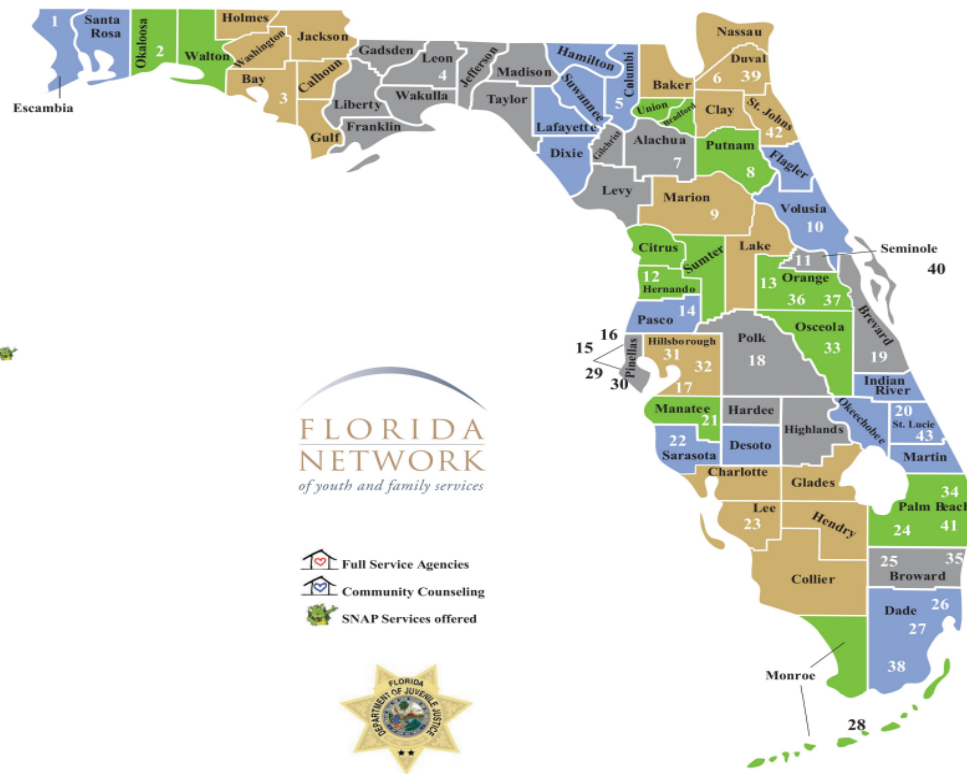 1
Santa
Rosa
Okaloosa
2
Walton
Holmes
Washington
Jackson
Bay
3
Calhoun
Gulf
Escambia
Gadsden
Leon
4
Jefferson
Madison
Liberty
Wakulla
Franklin
Taylor
Hamilton
Suwannee
Columbi
5
Lafayette
Dixie
Baker
Nassau
Duval
6
39
Union
Bradford
Clay
St. Johns
42
Gilchrist
Alachua
7
Putnam
8
Flagler
Levy
Marion
9
Volusia
10
Citrus
Sumter
Lake
11
Seminole
40
12
Hernando
13
Orange
36
37
Pasco
14
Brevard
19
Osceola
33
16
15
29
30
Pinellas
Hillsborough
31
32
17
Polk
18
Indian
River
Manatee
21
Hardee
Highlands
Okeechobee
20
St. Lucie
43
22
Sarasota
Desoto
Martin
Charlotte
Glades
34
Palm Beach
24
41
Lee
23
Hendry
25
35
Broward
Collier
Dade
26
27
38
Monroe
28
FLORIDA
NETWORK
of youth and family services
Full Service Agencies
Community Counseling
SNAP Services offered
FLORIDA
DEPARTMENT OF JUVENILE JUSTICE